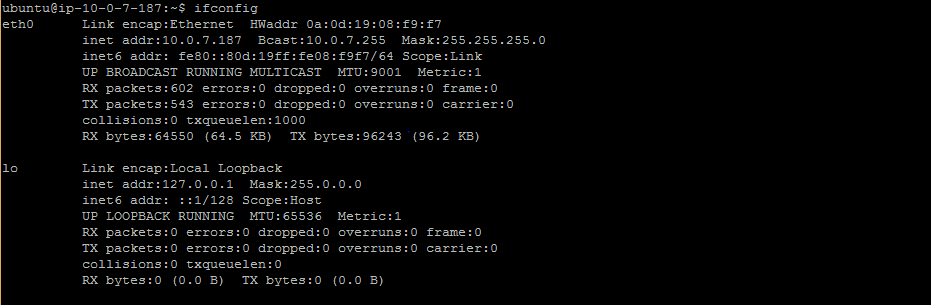 ubuntu@ip-10-0-7-187:~$ ifconfig
eth0      Link encap:Ethernet  HWaddr 0a:0d:19:08:f9:f7
          inet addr:10.0.7.187  Bcast:10.0.7.255  Mask:255.255.255.0
          inet6 addr: fe80::80d:19ff:fe08:f9f7/64 Scope:Link
          UP BROADCAST RUNNING MULTICAST  MTU:9001  Metric:1
          RX packets:602 errors:0 dropped:0 overruns:0 frame:0
          TX packets:543 errors:0 dropped:0 overruns:0 carrier:0
          collisions:0 txqueuelen:1000
          RX bytes:64550 (64.5 KB)  TX bytes:96243 (96.2 KB)

lo        Link encap:Local Loopback
          inet addr:127.0.0.1  Mask:255.0.0.0
          inet6 addr: ::1/128 Scope:Host
          UP LOOPBACK RUNNING  MTU:65536  Metric:1
          RX packets:0 errors:0 dropped:0 overruns:0 frame:0
          TX packets:0 errors:0 dropped:0 overruns:0 carrier:0
          collisions:0 txqueuelen:0
          RX bytes:0 (0.0 B)  TX bytes:0 (0.0 B)